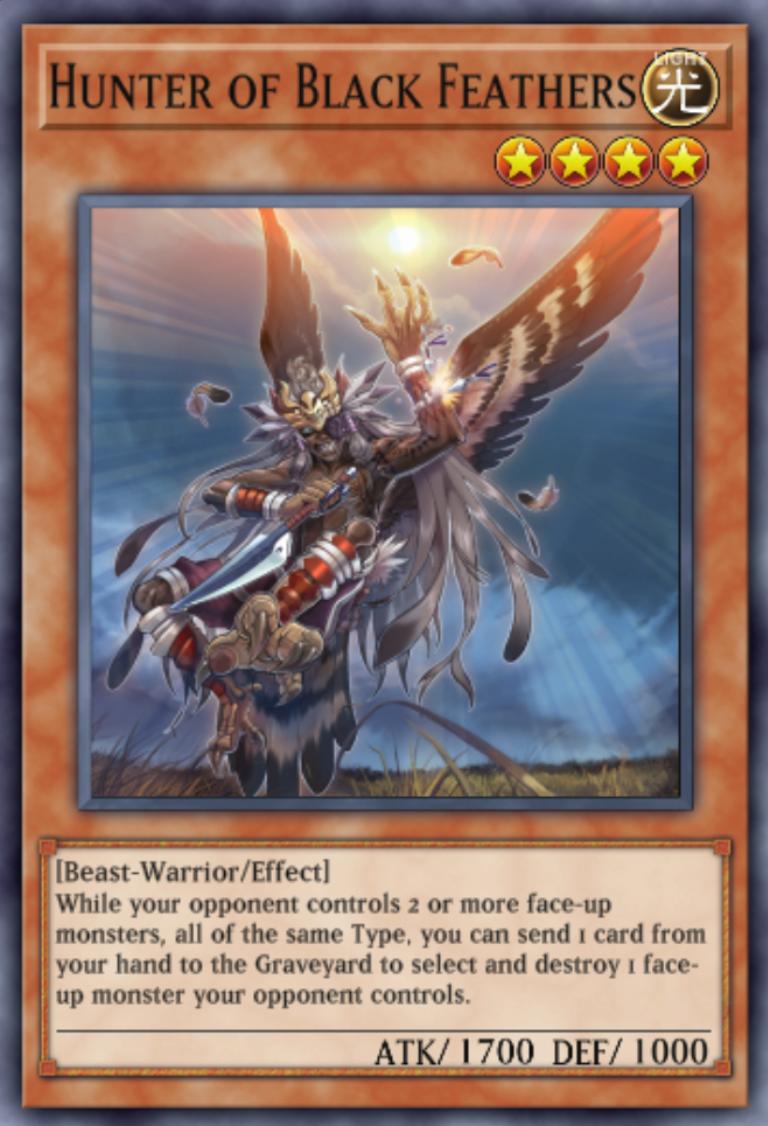 Hunter of Black Feathers
LIGHT
光
[Beast-Warrior/Effect]
While your opponent controls 2 or more face-up
monsters, all of the same Type, you can send 1 card from
your hand to the Graveyard to select and destroy 1 face-
up monster your opponent controls.
ATK/ 1700 DEF/ 1000